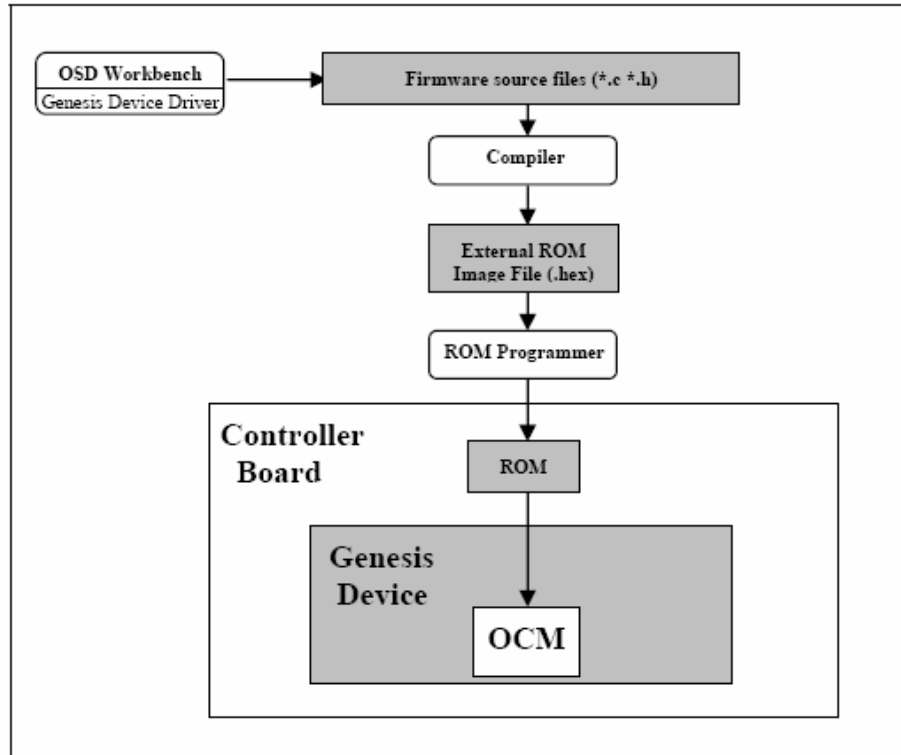 OSD Workbench
Genesis Device Driver
Firmware source files (*.c *.h)
Compiler
External ROM
Image File (.hex)
ROM Programmer
Controller
Board
ROM
Genesis
Device
OCM